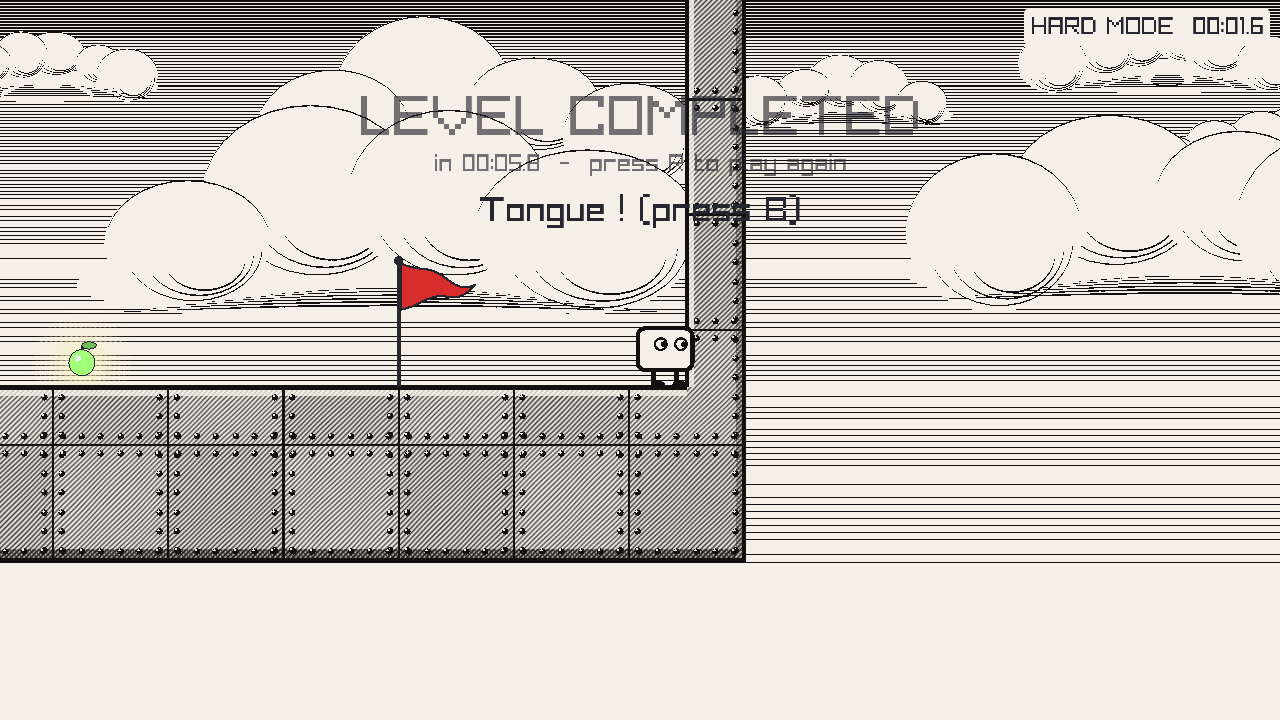 HARD MODE 00:01.6
LEVEL COMPLETED
in 00:05.8 - press R to play again
Tongue ! (press B)